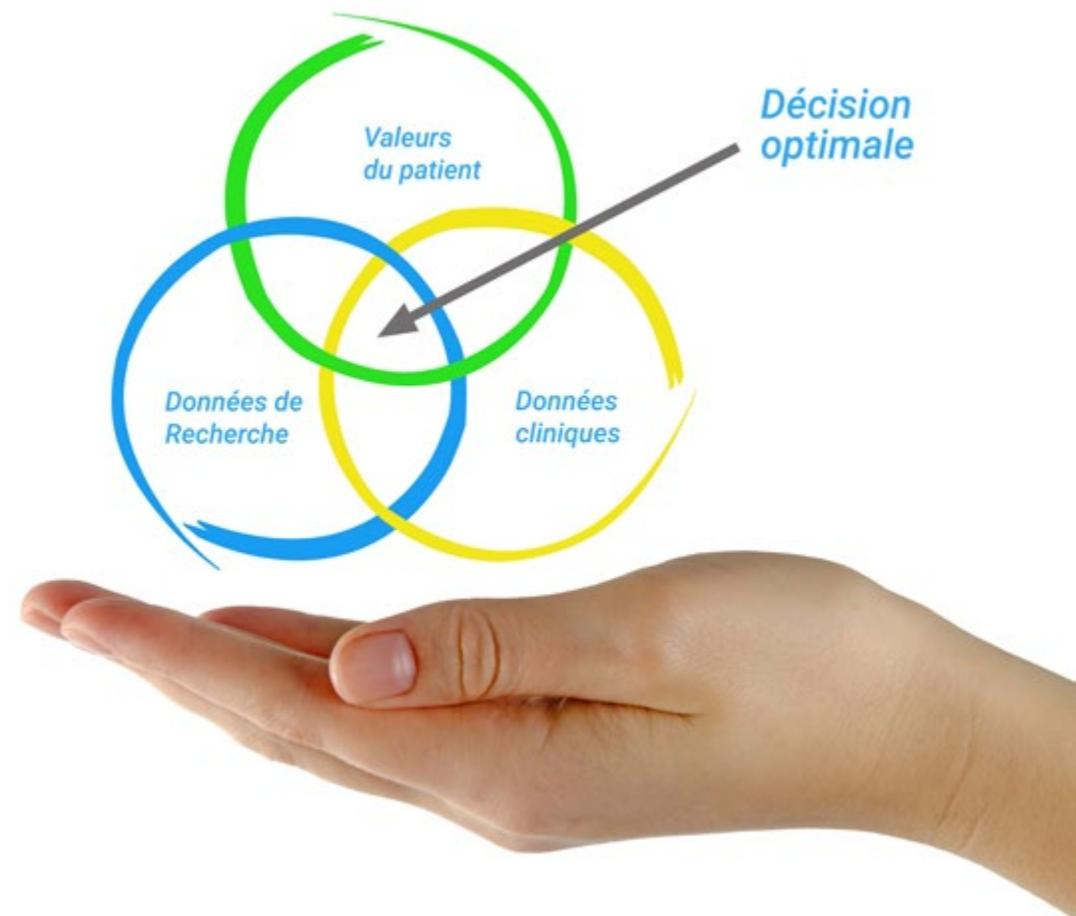 Valeurs
du patient
Décision
optimale
Données de
Recherche
Données
cliniques